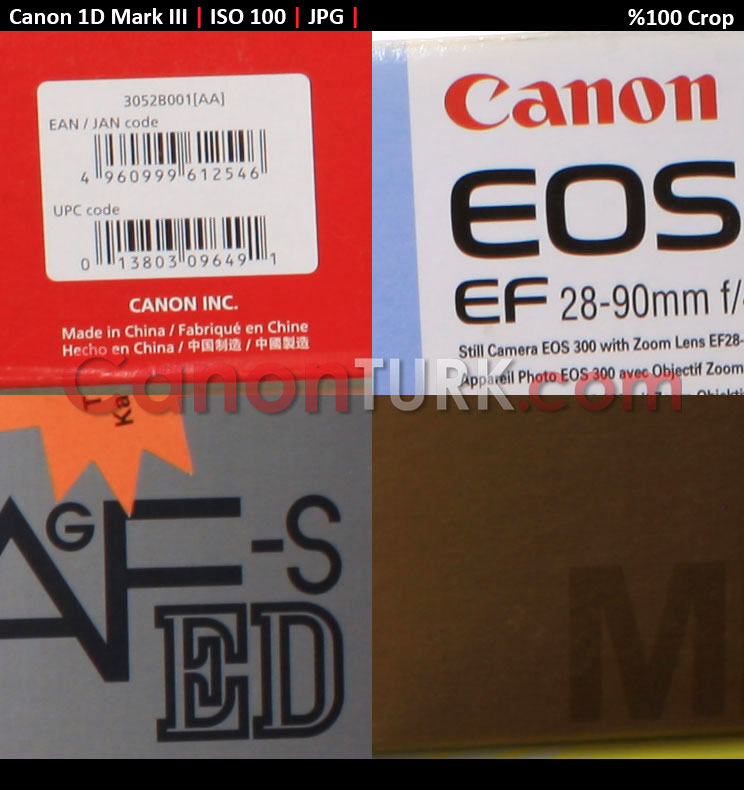 Canon 1D Mark III | ISO 100 | JPG |
%100 Crop
3052B001[AA]
EAN / JAN code
4 960999 612546
UPC code
0 13803 09649 1
CANON INC.
Made in China / Fabriqué en Chine
Hecho en China / 中国制造 / 中國製造
Canon
EOS
EF 28-90mm f/
Still Camera EOS 300 with Zoom Lens EF28-
Appareil Photo EOS 300 avec Objectif Zoom
CanonTURK.com
T
Ka
AF-S
G
ED
M